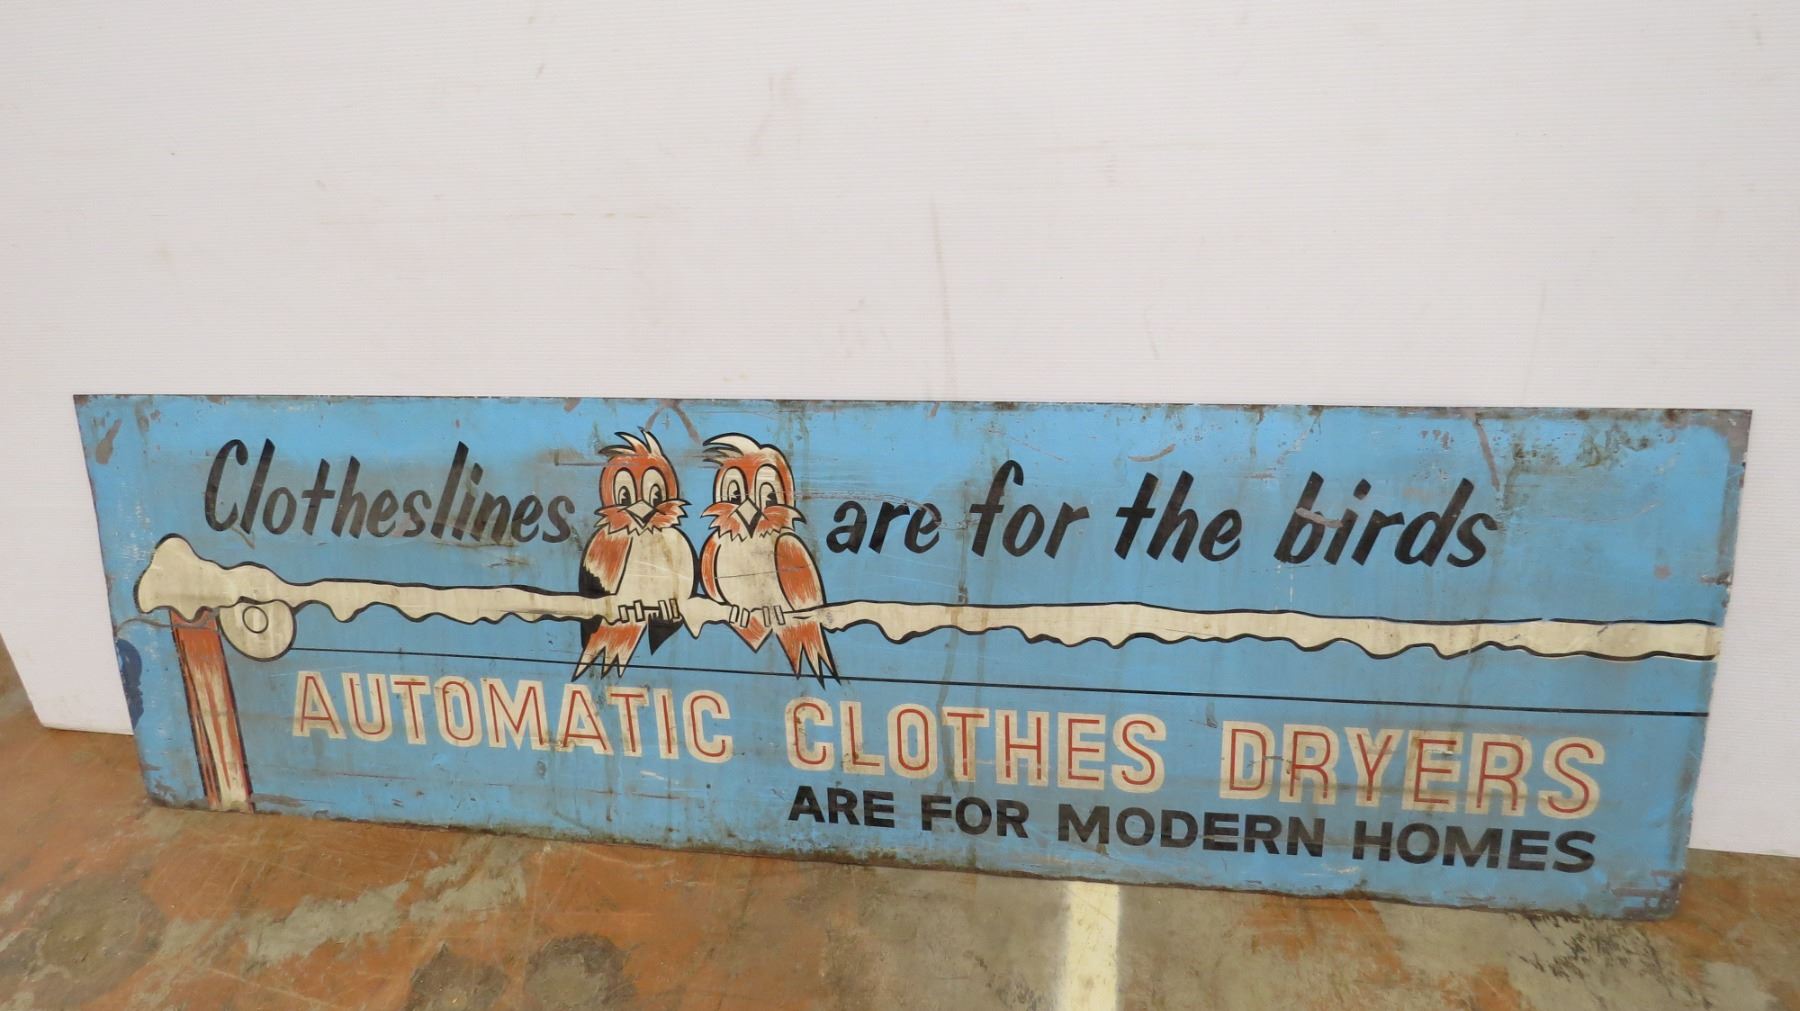 Clotheslines are for the birds
AUTOMATIC CLOTHES DRYERS
ARE FOR MODERN HOMES